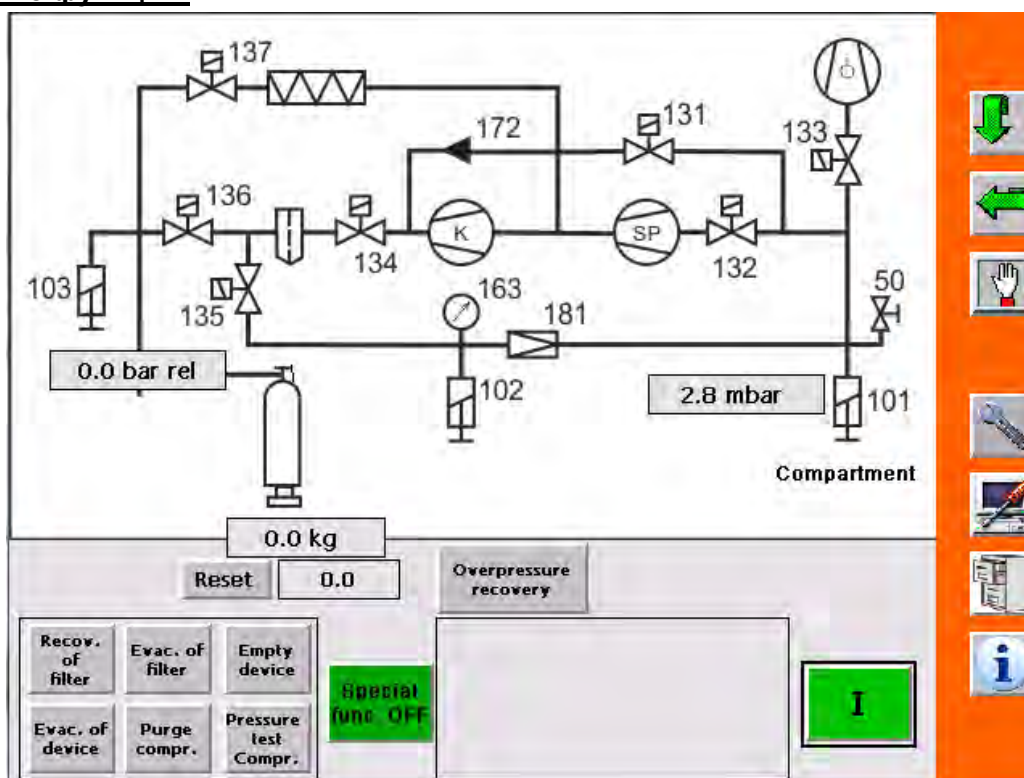 137
172
131
133
136
K
SP
134
132
50
103
135
163
181
0.0 bar rel
102
2.8 mbar
101
Compartment
0.0 kg
Reset
0.0
Overpressure
recovery
Recov.
of
filter
Evac. of
filter
Empty
device
Special
func. OFF
I
Evac. of
device
Purge
compr.
Pressure
test
Compr.